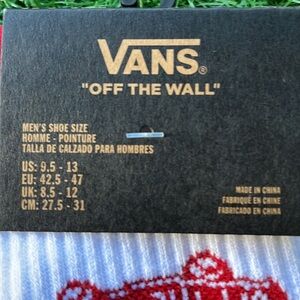 VANS®
"OFF THE WALL"
MEN'S SHOE SIZE
HOMME - POINTURE
TALLA DE CALZADO PARA HOMBRES
US: 9.5 - 13
EU: 42.5 - 47
UK: 8.5 - 12
CM: 27.5 - 31
MADE IN CHINA
FABRIQUÉ EN CHINE
FABRICADO EN CHINA